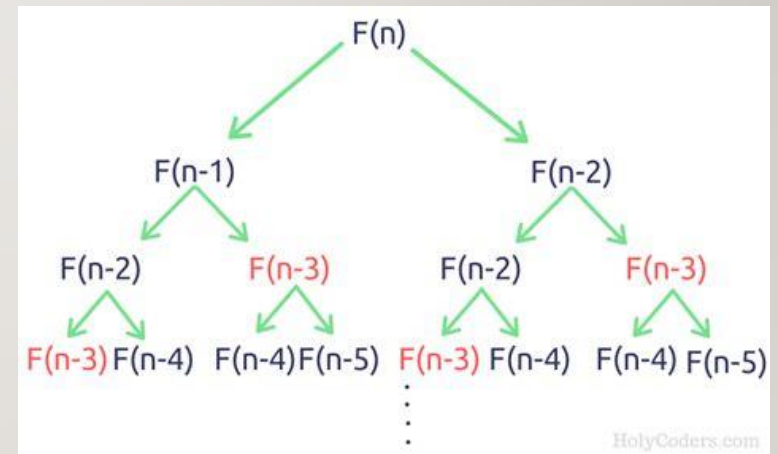 F(n)
F(n-1) F(n-2)
F(n-2) F(n-3) F(n-2) F(n-3)
F(n-3) F(n-4) F(n-4) F(n-5) F(n-3) F(n-4) F(n-4) F(n-5)
HolyCoders.com